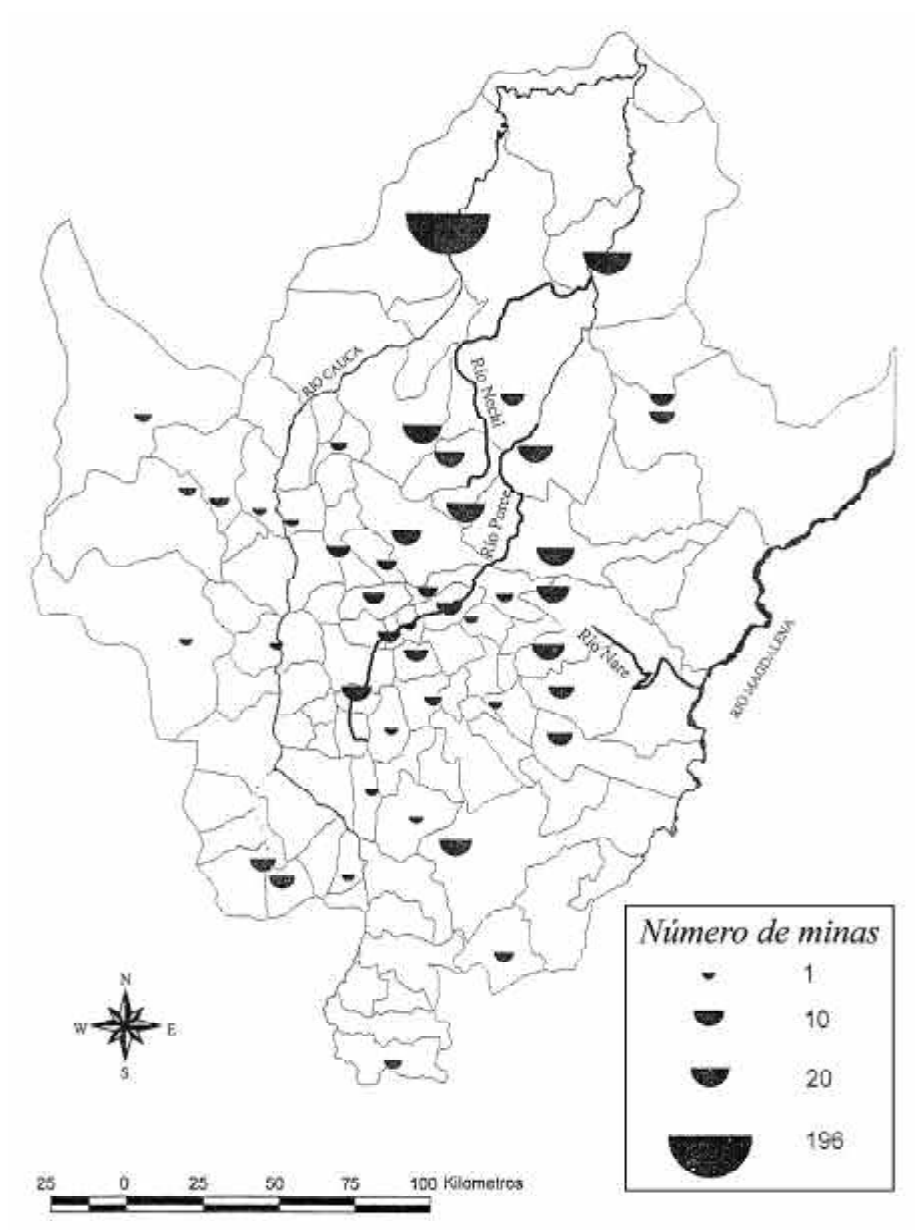 RIO CAUCA
Río Nechí
Río Porce
Río Nare
RIO MAGDALENA
Número de minas
1
10
20
196
N
W E
S
25 0 25 50 75 100 Kilometros